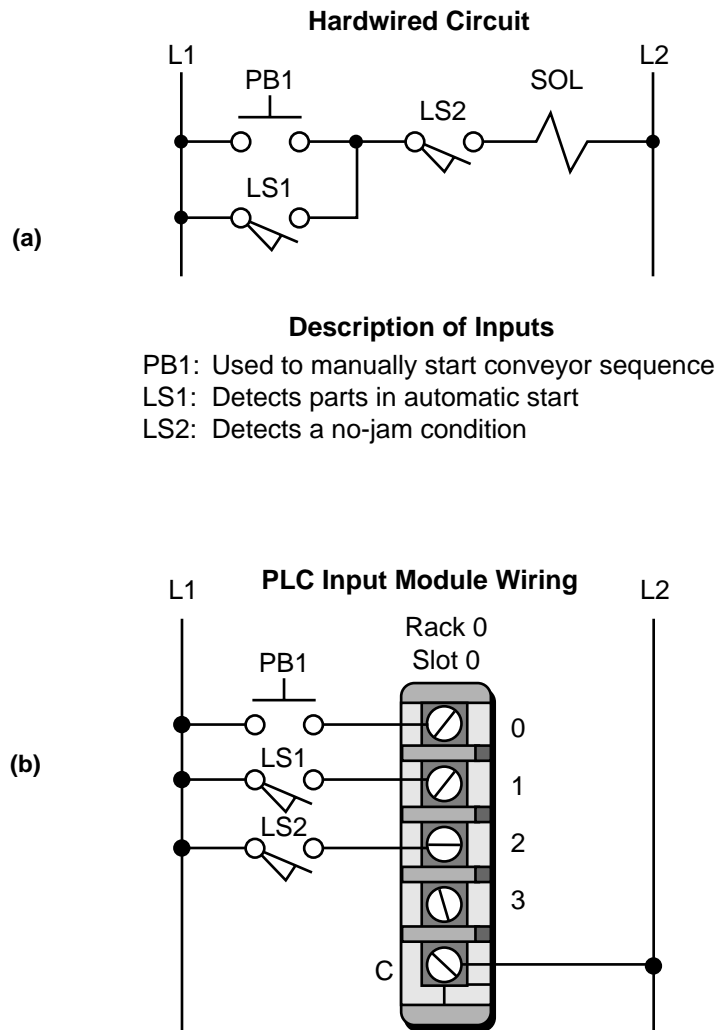 Hardwired Circuit
L1
L2
PB1
SOL
LS2
LS1
(a)
Description of Inputs
PB1: Used to manually start conveyor sequence
LS1: Detects parts in automatic start
LS2: Detects a no-jam condition
PLC Input Module Wiring
L1
L2
Rack 0
Slot 0
PB1
0
(b)
LS1
1
LS2
2
3
C